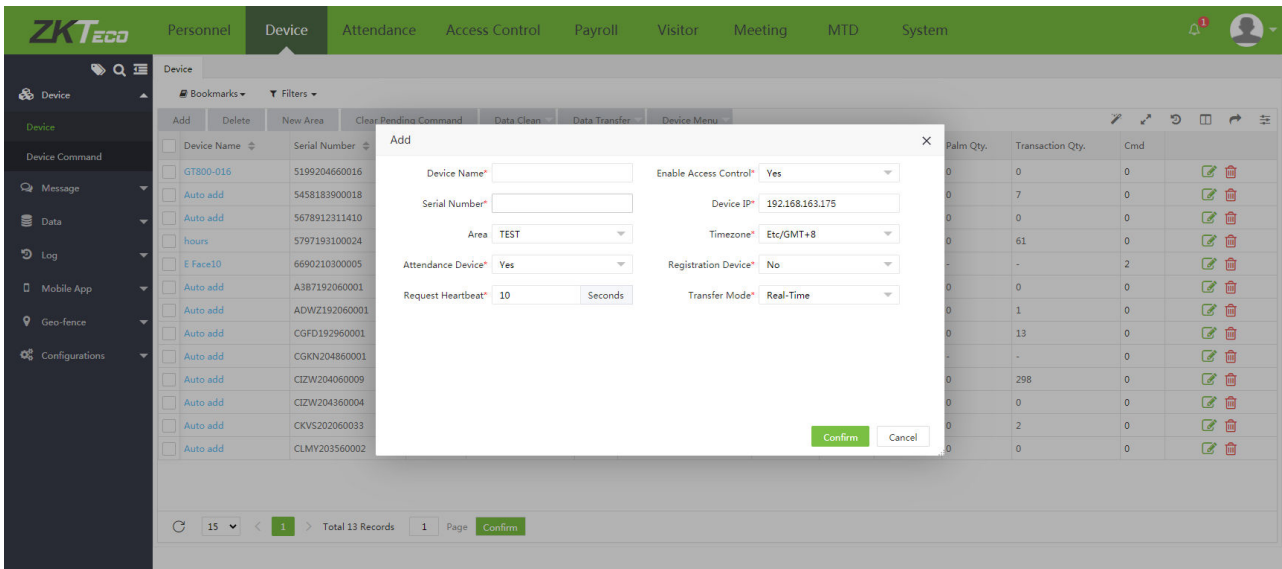 ZKTeco Personnel Device Attendance Access Control Payroll Visitor Meeting MTD System 1
Device
Device
Bookmarks Filters
Device
Device Command
Message
Data
Log
Mobile App
Geo-fence
Configurations
Add Delete New Area Clear Pending Command Data Clean Data Transfer Device Menu
Device Name Serial Number Palm Qty. Transaction Qty. Cmd
GT800-016 5199204660016 0 0 0
Auto add 5458183900018 0 7 0
Auto add 5678912311410 0 0 0
hours 5797193100024 0 61 0
E Face10 6690210300005 - - 2
Auto add A3B7192060001 0 0 0
Auto add ADWZ192060001 0 1 0
Auto add CGFD192960001 0 13 0
Auto add CGKN204860001 - - 0
Auto add CIZW204060009 0 298 0
Auto add CIZW204360004 0 0 0
Auto add CKVS202060033 0 2 0
Auto add CLMY203560002 0 0 0
Add
Device Name* Enable Access Control* Yes
Serial Number* Device IP* 192.168.163.175
Area TEST Timezone* Etc/GMT+8
Attendance Device* Yes Registration Device* No
Request Heartbeat* 10 Seconds Transfer Mode* Real-Time
Confirm Cancel
15 < 1 > Total 13 Records 1 Page Confirm